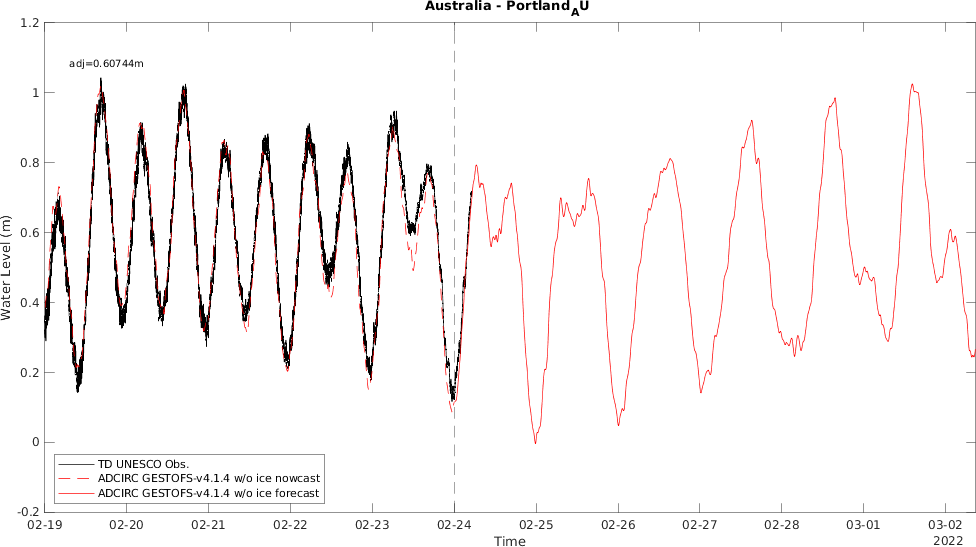 Australia - Portland_AU
adj=0.60744m
Water Level (m)
1.2
1
0.8
0.6
0.4
0.2
0
-0.2
TD UNESCO Obs.
ADCIRC GESTOFS-v4.1.4 w/o ice nowcast
ADCIRC GESTOFS-v4.1.4 w/o ice forecast
02-19 02-20 02-21 02-22 02-23 02-24 02-25 02-26 02-27 02-28 03-01 03-02
Time 2022